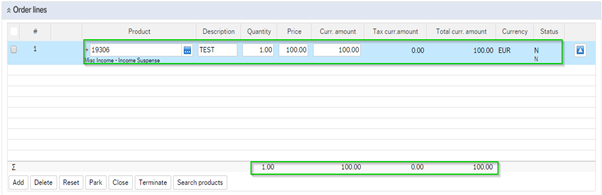 Order lines
# Product Description Quantity Price Curr. amount Tax curr.amount Total curr. amount Currency Status
1 19306 TEST 1.00 100.00 100.00 0.00 100.00 EUR N
Misc Income - Income Suspense N
Σ 1.00 100.00 0.00 100.00
Add Delete Reset Park Close Terminate Search products